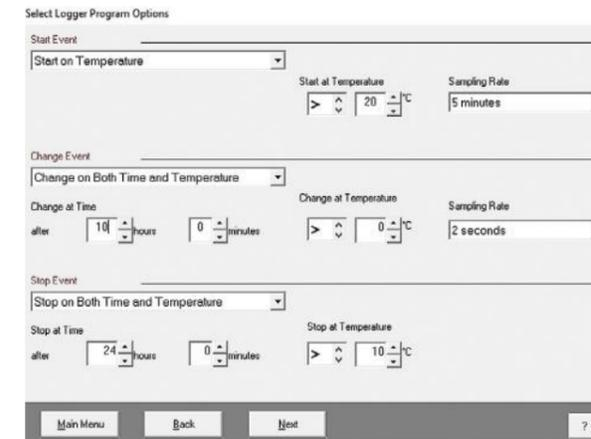 Select Logger Program Options
Start Event
Start on Temperature
Start at Temperature
Sampling Rate
> 20 °C
5 minutes
Change Event
Change on Both Time and Temperature
Change at Time
Change at Temperature
Sampling Rate
after 10 hours 0 minutes
> 0 °C
2 seconds
Stop Event
Stop on Both Time and Temperature
Stop at Time
Stop at Temperature
after 24 hours 0 minutes
> 10 °C
Main Menu
Back
Next
?